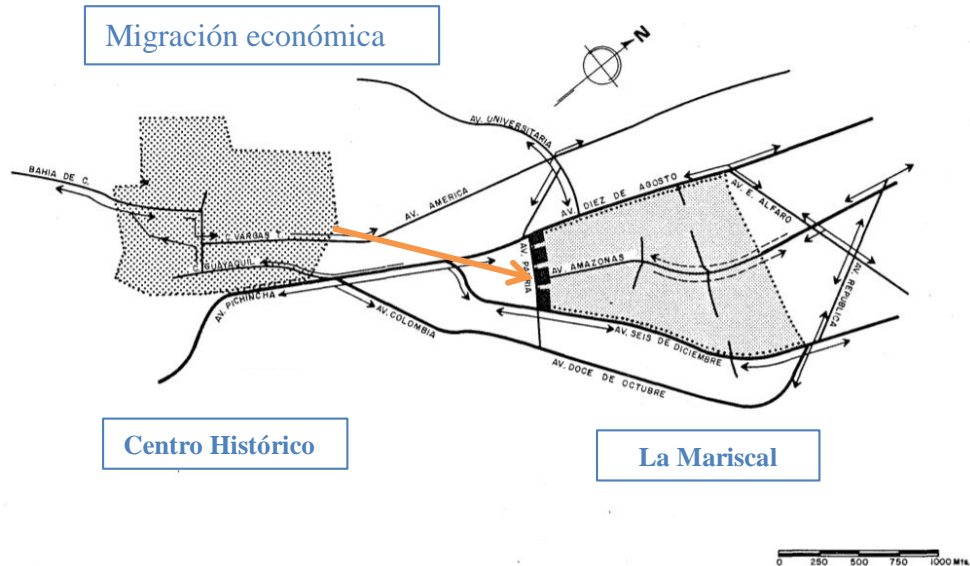 Migración económica
N
AV. UNIVERSITARIA
BAHIA DE C.
AV. AMERICA
AV. DIEZ DE AGOSTO
AV. E. ALFARO
VARGAS T.
GUAYAQUIL
AV. PATRIA
AV. AMAZONAS
AV. REPUBLICA
AV. PICHINCHA
AV. COLOMBIA
AV. SEIS DE DICIEMBRE
AV. DOCE DE OCTUBRE
Centro Histórico
La Mariscal
0 250 500 750 1000 Mts.